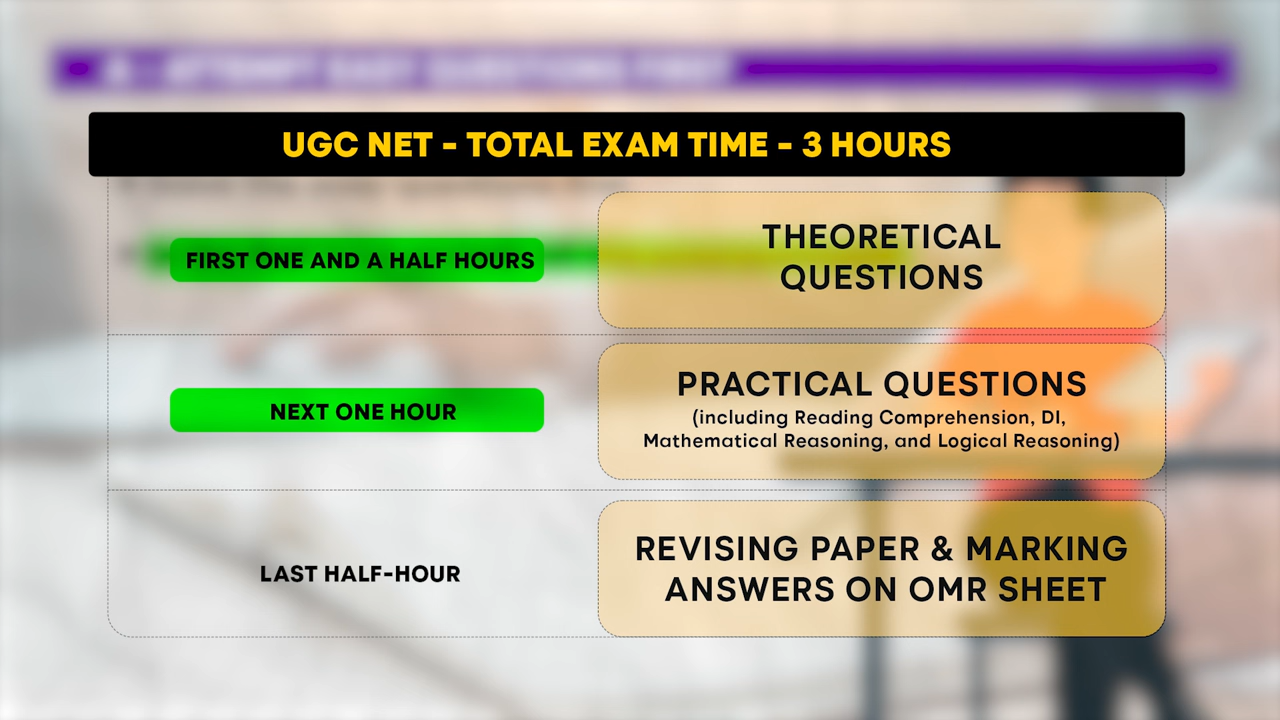 UGC NET - TOTAL EXAM TIME - 3 HOURS
FIRST ONE AND A HALF HOURS
THEORETICAL
QUESTIONS
NEXT ONE HOUR
PRACTICAL QUESTIONS
(including Reading Comprehension, DI,
Mathematical Reasoning, and Logical Reasoning)
LAST HALF-HOUR
REVISING PAPER & MARKING
ANSWERS ON OMR SHEET